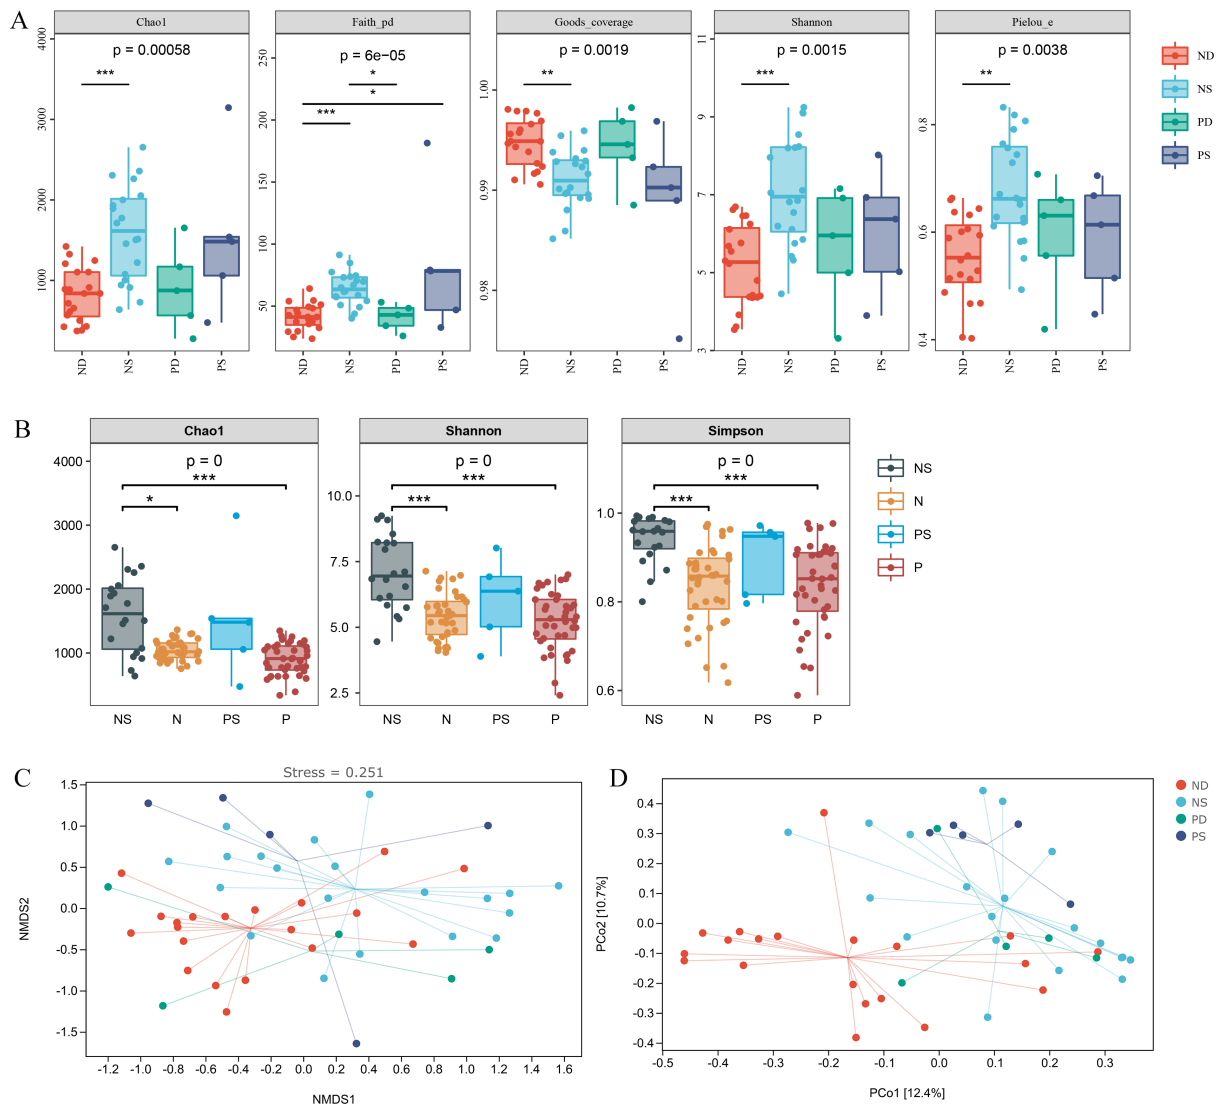 A
Chao1
Faith_pd
Goods_coverage
Shannon
Pielou_e
p = 0.00058
p = 6e−05
p = 0.0019
p = 0.0015
p = 0.0038
***
*
*
***
**
***
**
4000
3000
2000
1000
250
200
150
100
50
1.00
0.99
0.98
11
9
7
5
3
0.8
0.6
0.4
ND NS PD PS
ND NS PD PS
ND NS PD PS
ND NS PD PS
ND NS PD PS
ND
NS
PD
PS
B
Chao1
Shannon
Simpson
p = 0
p = 0
p = 0
***
*
***
***
***
***
4000
3000
2000
1000
10.0
7.5
5.0
2.5
1.0
0.8
0.6
NS N PS P
NS N PS P
NS N PS P
NS
N
PS
P
C
Stress = 0.251
1.5
1.0
0.5
0.0
-0.5
-1.0
-1.5
NMDS2
-1.2 -1.0 -0.8 -0.6 -0.4 -0.2 0.0 0.2 0.4 0.6 0.8 1.0 1.2 1.4 1.6
NMDS1
D
0.4
0.3
0.2
0.1
0.0
-0.1
-0.2
-0.3
-0.4
PCo2 [10.7%]
-0.5 -0.4 -0.3 -0.2 -0.1 0.0 0.1 0.2 0.3
PCo1 [12.4%]
ND
NS
PD
PS